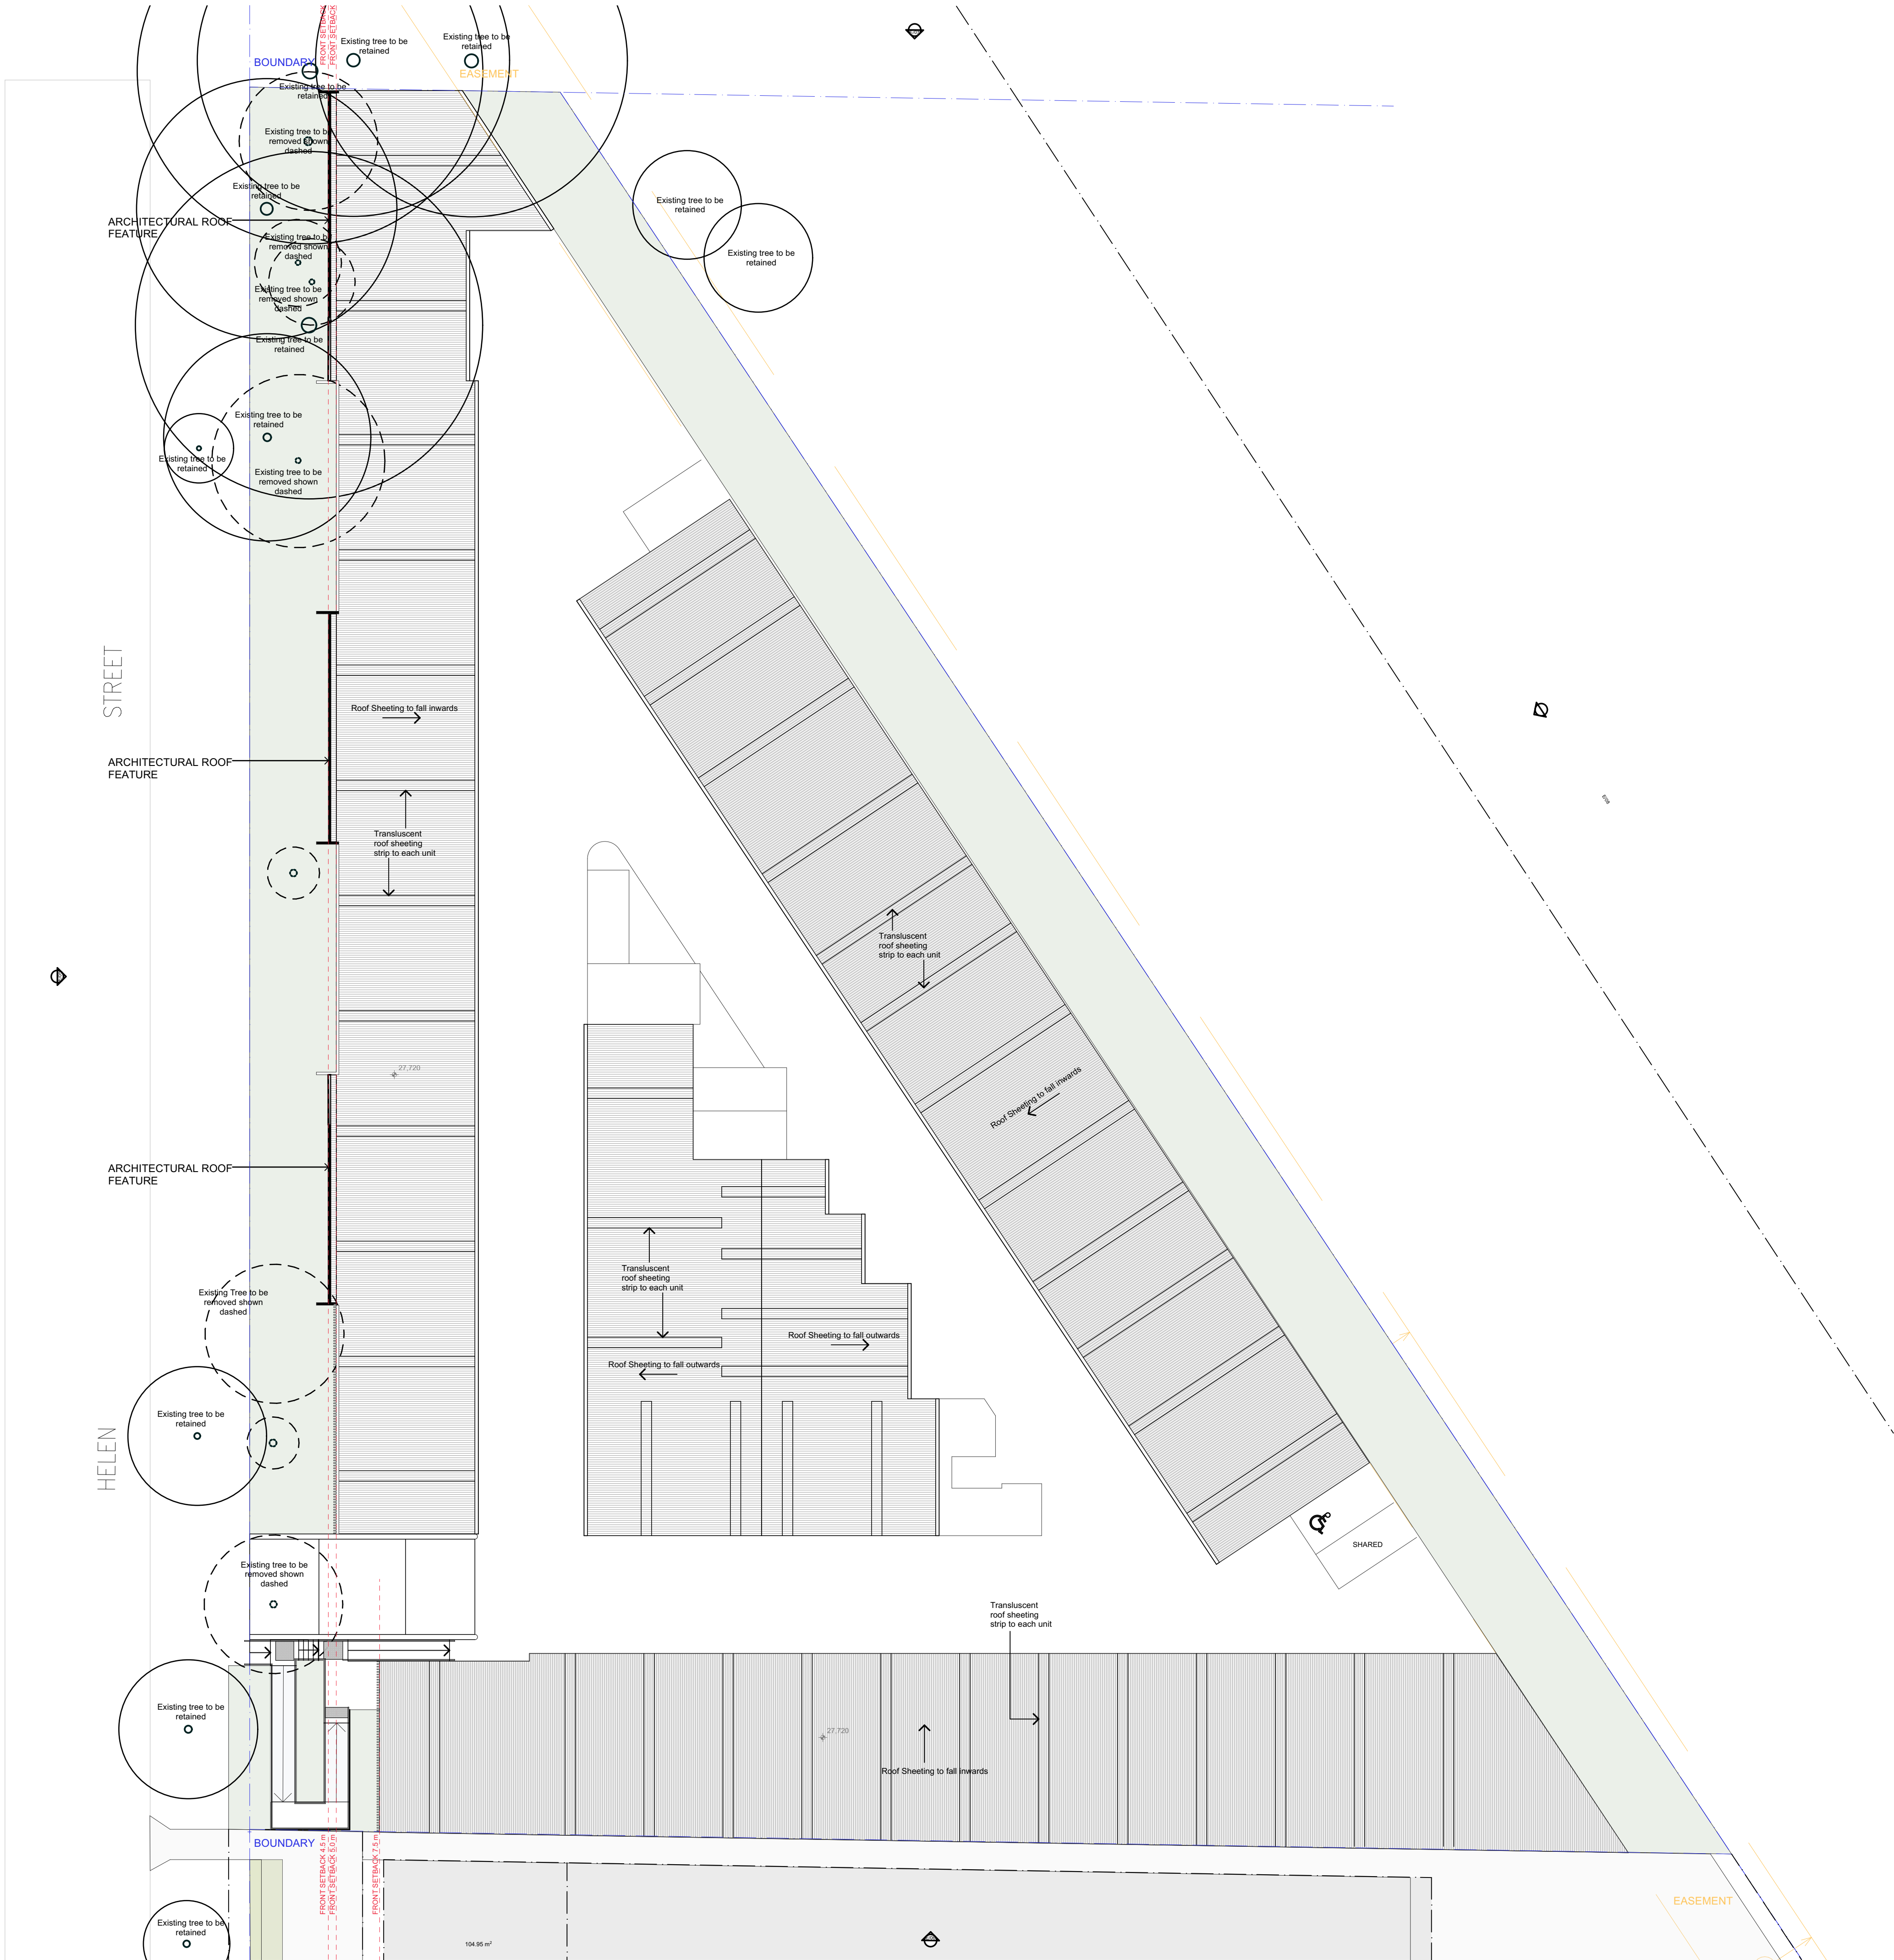 FRONT SETBACK
FRONT SETBACK
Existing tree to be
retained
Existing tree to be
retained
BOUNDARY
EASEMENT
Existing tree to be
retained
Existing tree to be
removed shown
dashed
Existing tree to be
retained
ARCHITECTURAL ROOF
FEATURE
Existing tree to be
removed shown
dashed
Existing tree to be
removed shown
dashed
Existing tree to be
retained
Existing tree to be
retained
Existing tree to be
retained
Existing tree to be
retained
Existing tree to be
retained
Existing tree to be
removed shown
dashed
STREET
Roof Sheeting to fall inwards
ARCHITECTURAL ROOF
FEATURE
Transluscent
roof sheeting
strip to each unit
Transluscent
roof sheeting
strip to each unit
27,720
Roof Sheeting to fall inwards
ARCHITECTURAL ROOF
FEATURE
Transluscent
roof sheeting
strip to each unit
Existing Tree to be
removed shown
dashed
Roof Sheeting to fall outwards
Roof Sheeting to fall outwards
Existing tree to be
retained
HELEN
SHARED
Existing tree to be
removed shown
dashed
Transluscent
roof sheeting
strip to each unit
Existing tree to be
retained
27,720
Roof Sheeting to fall inwards
BOUNDARY
FRONT SETBACK 4.5 m
FRONT SETBACK 5.0 m
FRONT SETBACK 7.5 m
EASEMENT
Existing tree to be
retained
104.95 m²